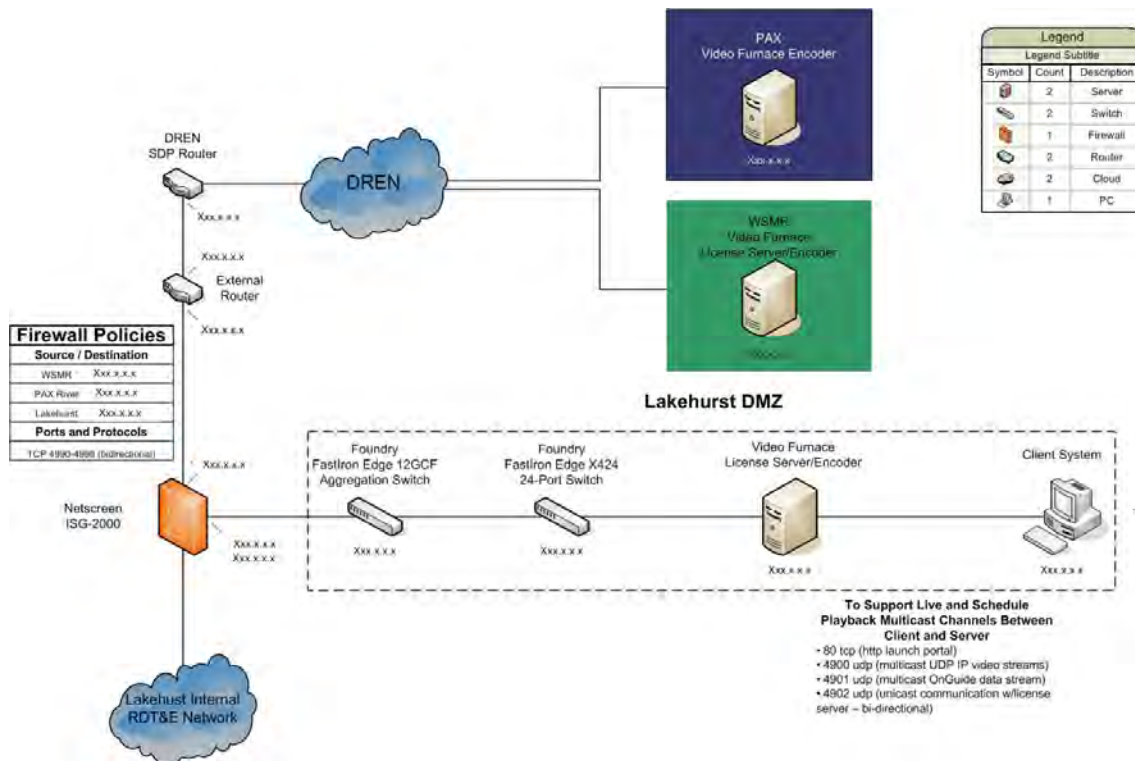 PAX
Video Furnace Encoder
Xxx.x.x.x
Legend
Legend Subtitle
Symbol Count Description
2 Server
2 Switch
1 Firewall
2 Router
2 Cloud
1 PC
DREN
SDP Router
DREN
Xxx.x.x.x
WSMR
Video Furnace
License Server/Encoder
Xxx.x.x.x
Xxx.x.x.x
External
Router
Xxx.x.x.x
Firewall Policies
Source / Destination
WSMR Xxx.x.x.x
PAX River Xxx.x.x.x
Lakehurst Xxx.x.x.x
Ports and Protocols
TCP 4990-4998 (bidirectional)
Lakehurst DMZ
Xxx.x.x.x
Netscreen
ISG-2000
Xxx.x.x.x
Xxx.x.x.x
Foundry
FastIron Edge 12GCF
Aggregation Switch
Xxx.x.x.x
Foundry
FastIron Edge X424
24-Port Switch
Xxx.x.x.x
Video Furnace
License Server/Encoder
Xxx.x.x.x
Client System
Xxx.x.x.x
To Support Live and Schedule
Playback Multicast Channels Between
Client and Server
• 80 tcp (http launch portal)
• 4900 udp (multicast UDP IP video streams)
• 4901 udp (multicast OnGuide data stream)
• 4902 udp (unicast communication w/license
server – bi-directional)
Lakehust Internal
RDT&E Network